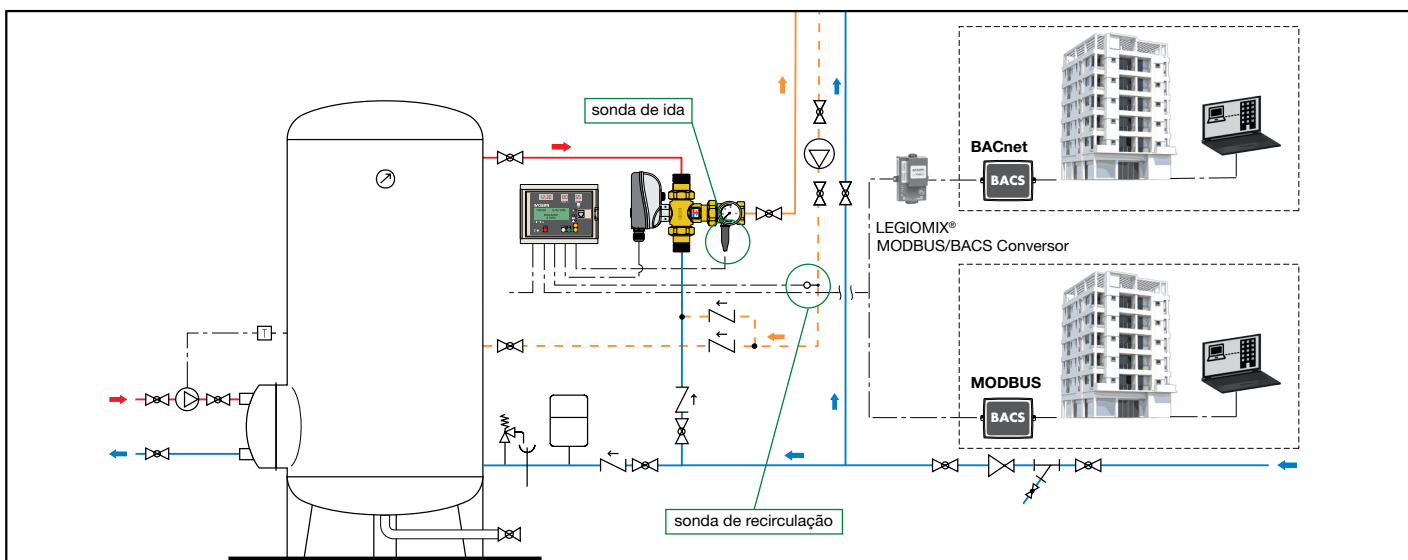 sonda de ida
BACnet
BACS
LEGIOMIX®
MODBUS/BACS Conversor
MODBUS
BACS
T
sonda de recirculação